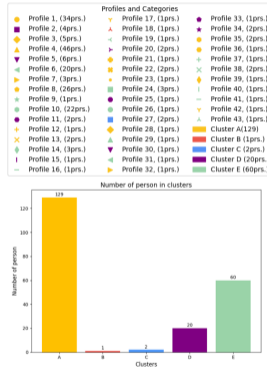 Profiles and Categories
Profile 1, (34prs.)
Profile 2, (4prs.)
Profile 3, (5prs.)
Profile 4, (46prs.)
Profile 5, (6prs.)
Profile 6, (20prs.)
Profile 7, (3prs.)
Profile 8, (26prs.)
Profile 9, (1prs.)
Profile 10, (22prs.)
Profile 11, (2prs.)
Profile 12, (1prs.)
Profile 13, (2prs.)
Profile 14, (3prs.)
Profile 15, (1prs.)
Profile 16, (1prs.)
Profile 17, (1prs.)
Profile 18, (1prs.)
Profile 19, (1prs.)
Profile 20, (2prs.)
Profile 21, (1prs.)
Profile 22, (2prs.)
Profile 23, (1prs.)
Profile 24, (3prs.)
Profile 25, (1prs.)
Profile 26, (1prs.)
Profile 27, (2prs.)
Profile 28, (1prs.)
Profile 29, (1prs.)
Profile 30, (1prs.)
Profile 31, (1prs.)
Profile 32, (1prs.)
Profile 33, (1prs.)
Profile 34, (2prs.)
Profile 35, (1prs.)
Profile 36, (1prs.)
Profile 37, (1prs.)
Profile 38, (2prs.)
Profile 39, (1prs.)
Profile 40, (1prs.)
Profile 41, (1prs.)
Profile 42, (1prs.)
Profile 43, (1prs.)
Cluster A(129)
Cluster B (1prs.)
Cluster C (2prs.)
Cluster D (20prs.)
Cluster E (60prs.)
Number of person in clusters
Number of person
120
100
80
60
40
20
0
129
1
2
20
60
A
B
C
D
E
Clusters